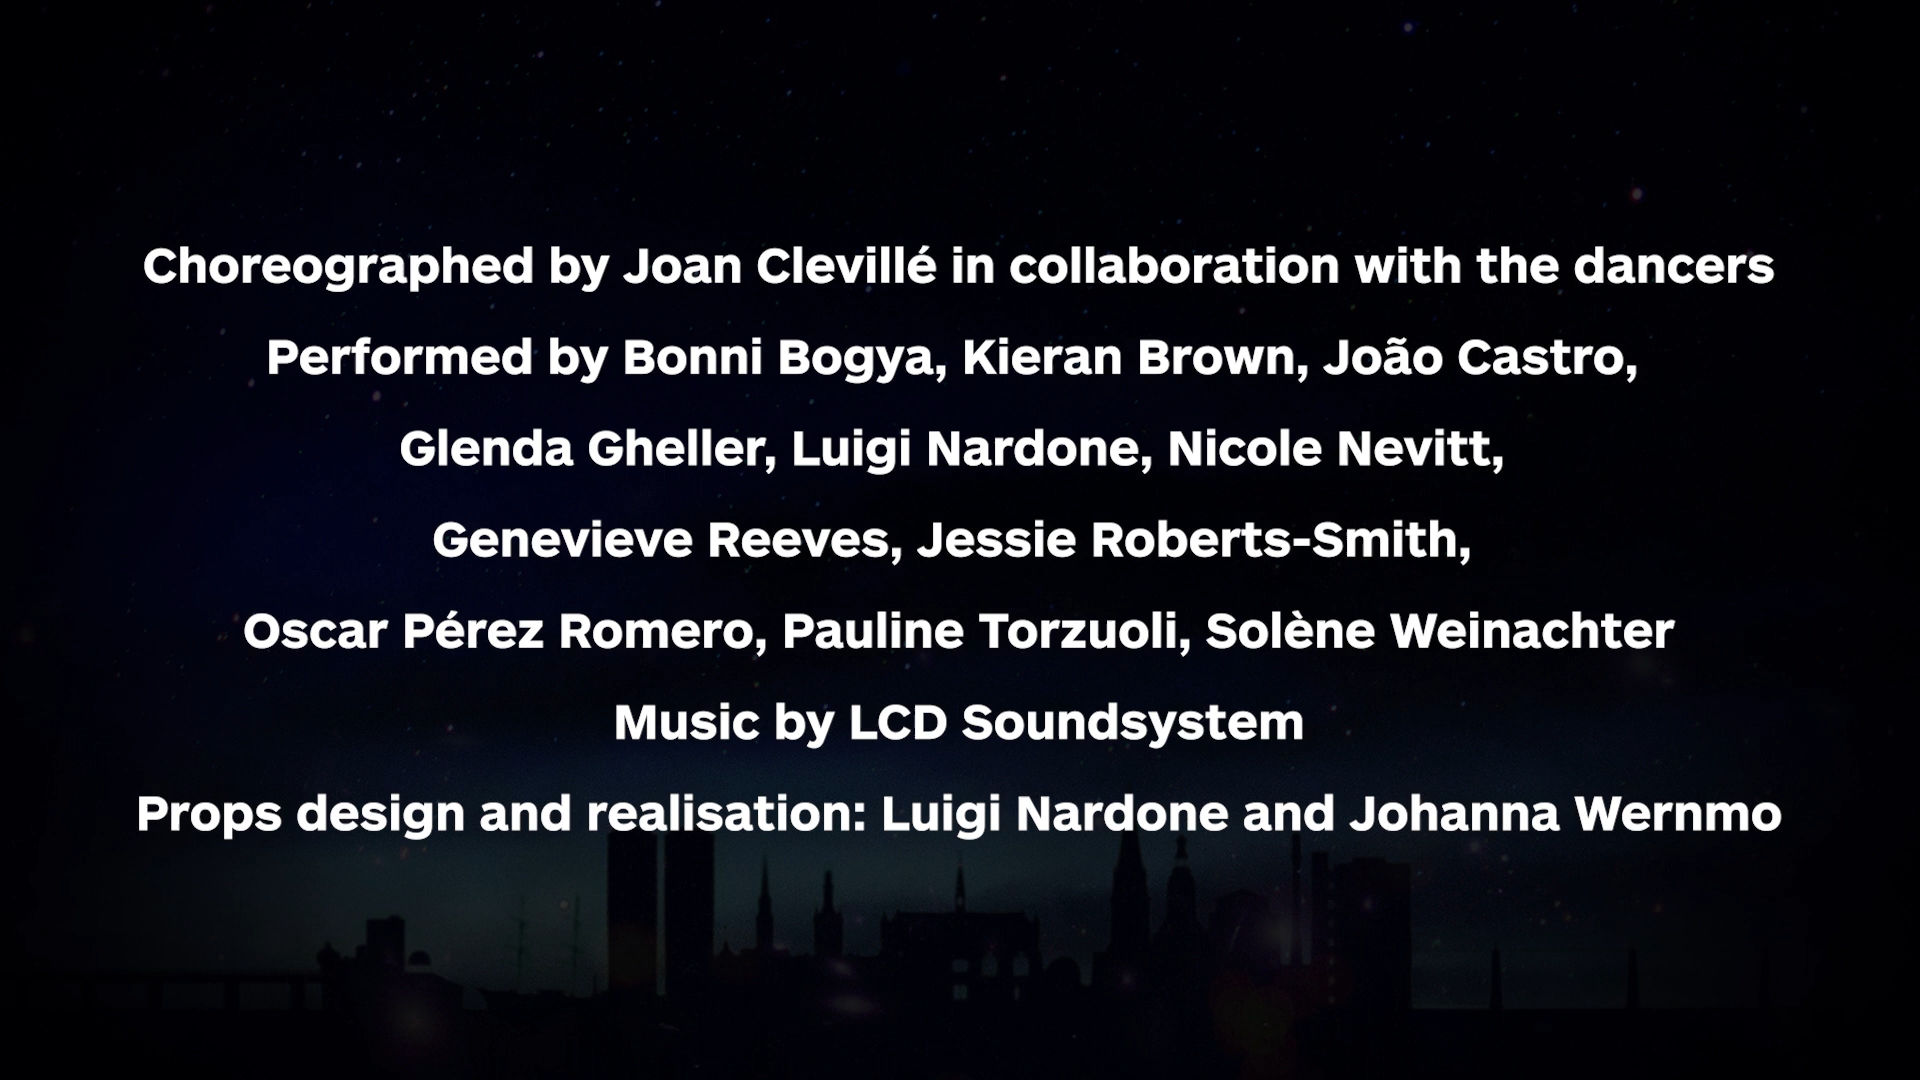 Choreographed by Joan Clevillé in collaboration with the dancers
Performed by Bonni Bogya, Kieran Brown, João Castro,
Glenda Gheller, Luigi Nardone, Nicole Nevitt,
Genevieve Reeves, Jessie Roberts-Smith,
Oscar Pérez Romero, Pauline Torzuoli, Solène Weinachter
Music by LCD Soundsystem
Props design and realisation: Luigi Nardone and Johanna Wernmo